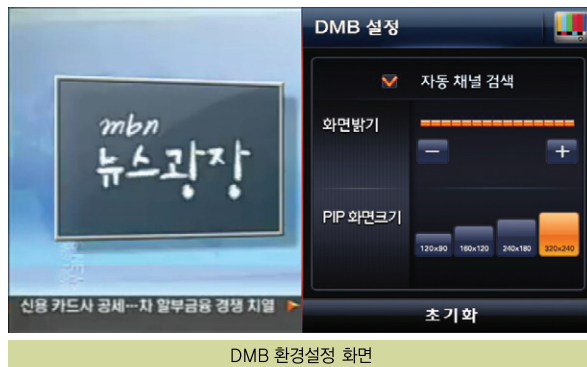 mbn
뉴스광장
신용 카드사 공세…차 할부금융 경쟁 치열
DMB 설정
자동 채널 검색
화면밝기
PIP 화면크기
120x90 160x120 240x180 320x240
초기화
DMB 환경설정 화면